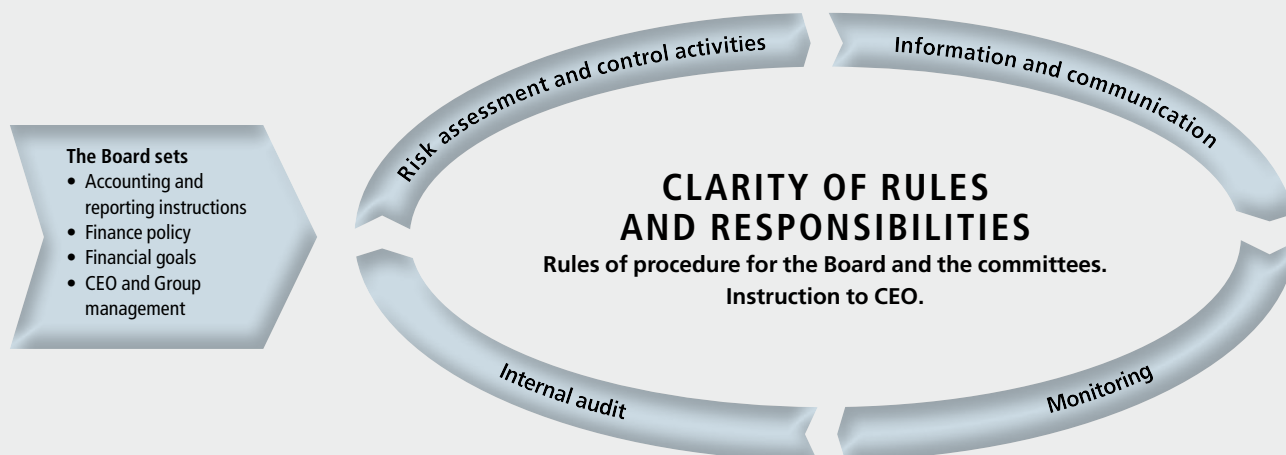 The Board sets
• Accounting and
reporting instructions
• Finance policy
• Financial goals
• CEO and Group
management
Risk assessment and control activities
Information and communication
CLARITY OF RULES
AND RESPONSIBILITIES
Rules of procedure for the Board and the committees.
Instruction to CEO.
Internal audit
Monitoring